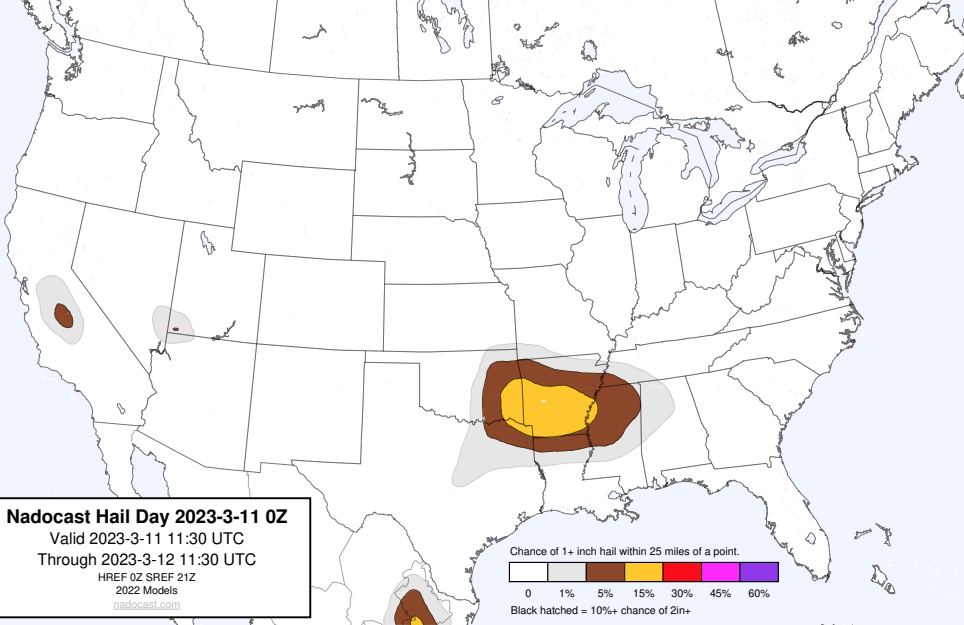 Nadocast Hail Day 2023-3-11 0Z
Valid 2023-3-11 11:30 UTC
Through 2023-3-12 11:30 UTC
HREF 0Z SREF 21Z
2022 Models
nadocast.com
Chance of 1+ inch hail within 25 miles of a point.
0 1% 5% 15% 30% 45% 60%
Black hatched = 10%+ chance of 2in+